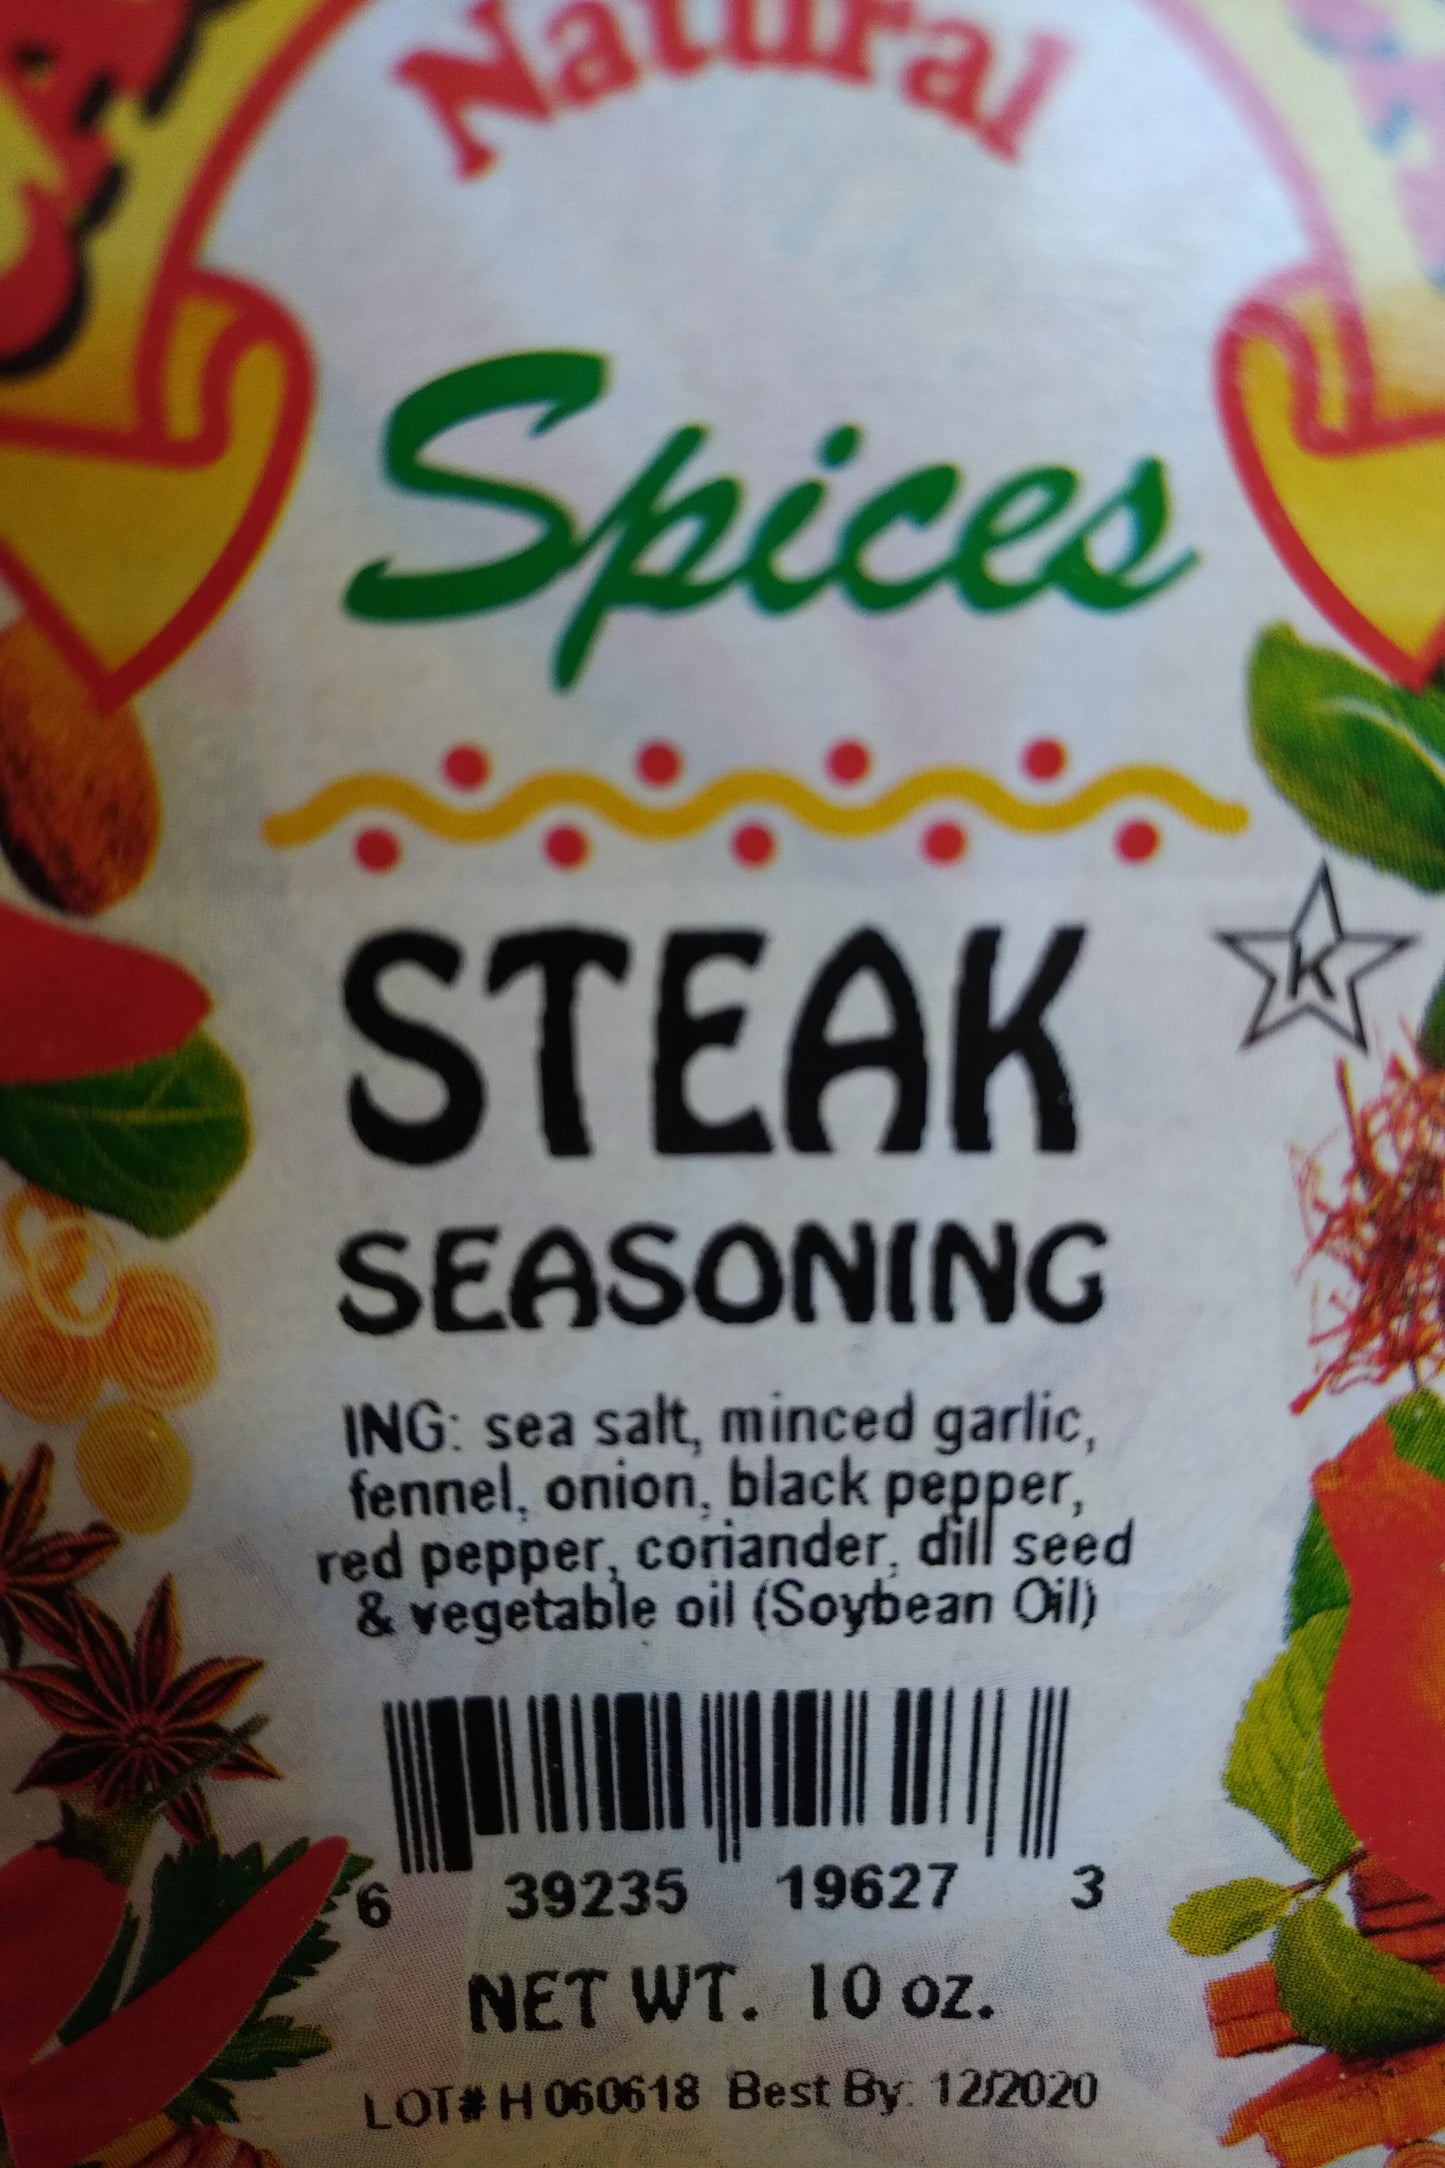 Natural
Spices
STEAK
K
SEASONING
ING: sea salt, minced garlic,
fennel, onion, black pepper,
red pepper, coriander, dill seed
& vegetable oil (Soybean Oil)
6 39235 19627 3
NET WT. 10 oz.
LOT# H 060618 Best By: 12/2020